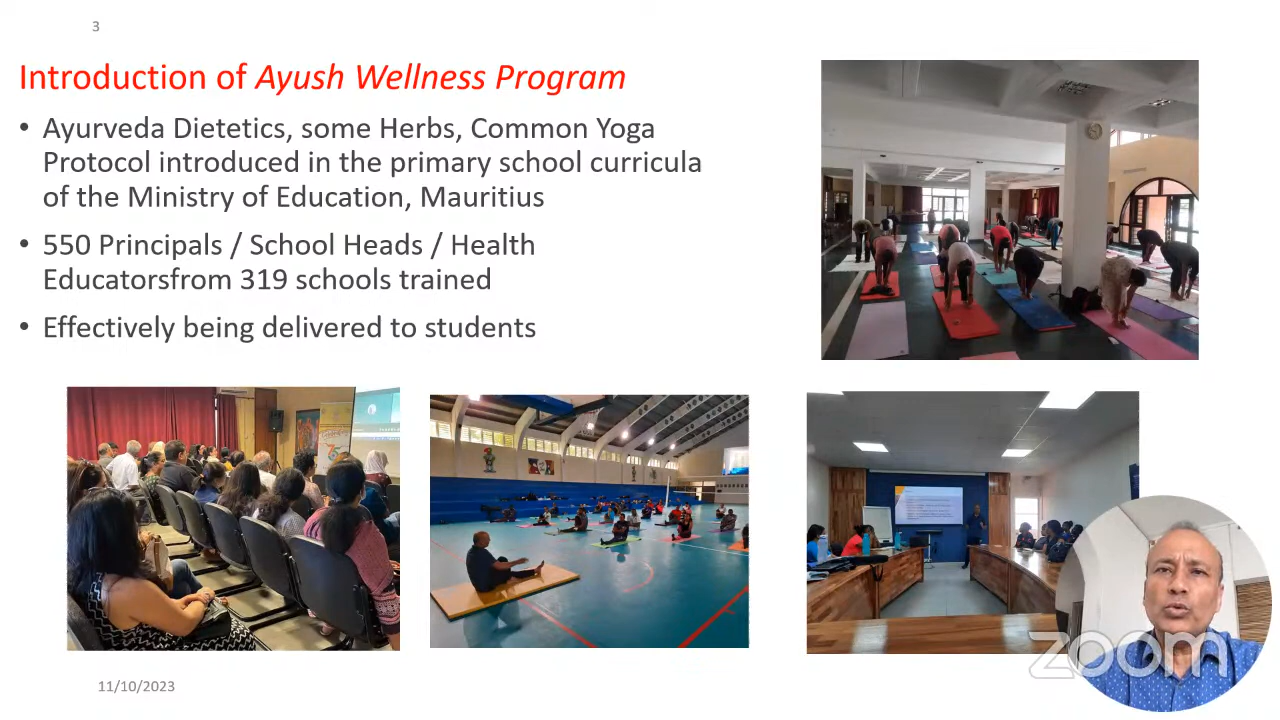 3
Introduction of Ayush Wellness Program
• Ayurveda Dietetics, some Herbs, Common Yoga
Protocol introduced in the primary school curricula
of the Ministry of Education, Mauritius
• 550 Principals / School Heads / Health
Educatorsfrom 319 schools trained
• Effectively being delivered to students
zoom
11/10/2023